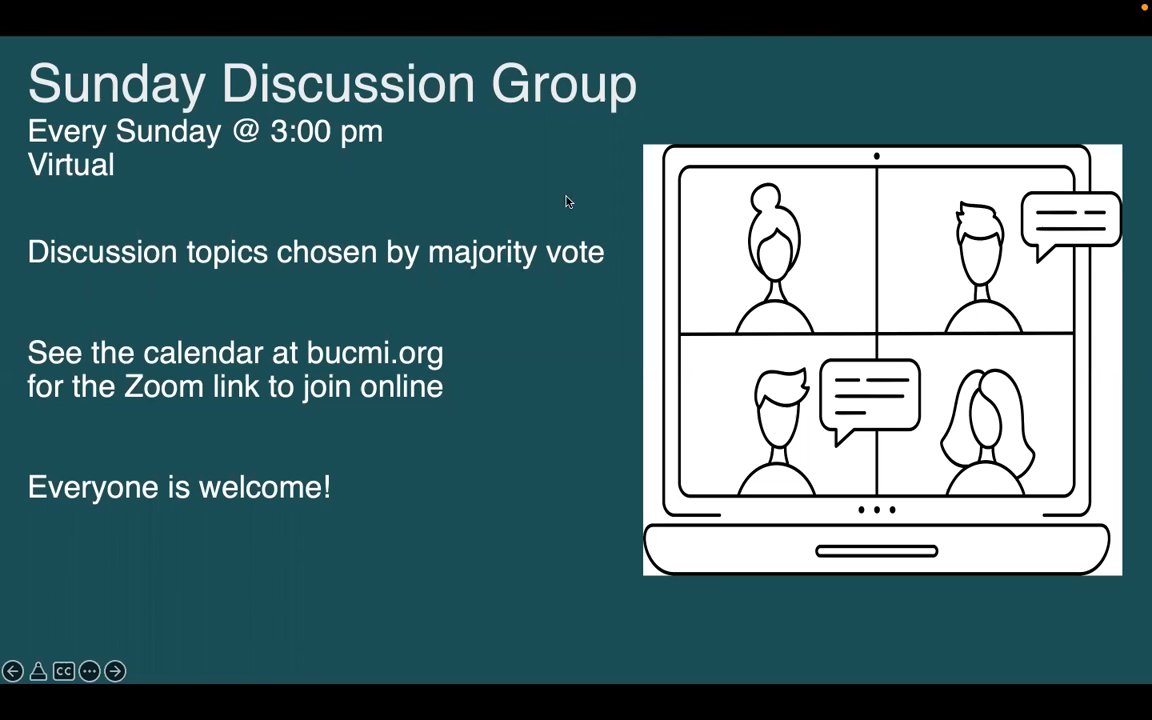 Sunday Discussion Group
Every Sunday @ 3:00 pm
Virtual
Discussion topics chosen by majority vote
See the calendar at bucmi.org
for the Zoom link to join online
Everyone is welcome!
CC